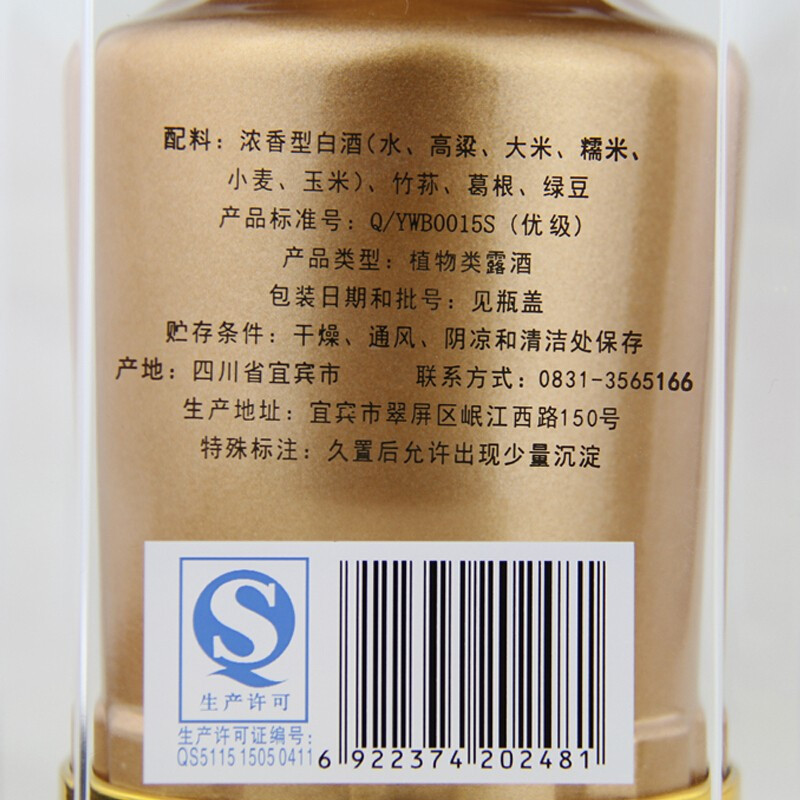 配料：浓香型白酒（水、高粱、大米、糯米、
小麦、玉米）、竹荪、葛根、绿豆
产品标准号：Q/YWB0015S（优级）
产品类型：植物类露酒
包装日期和批号：见瓶盖
贮存条件：干燥、通风、阴凉和清洁处保存
产地：四川省宜宾市 联系方式：0831-3565166
生产地址：宜宾市翠屏区岷江西路150号
特殊标注：久置后允许出现少量沉淀
生产许可
生产许可证编号：
QS5115 1505 0411
6 922374 202481